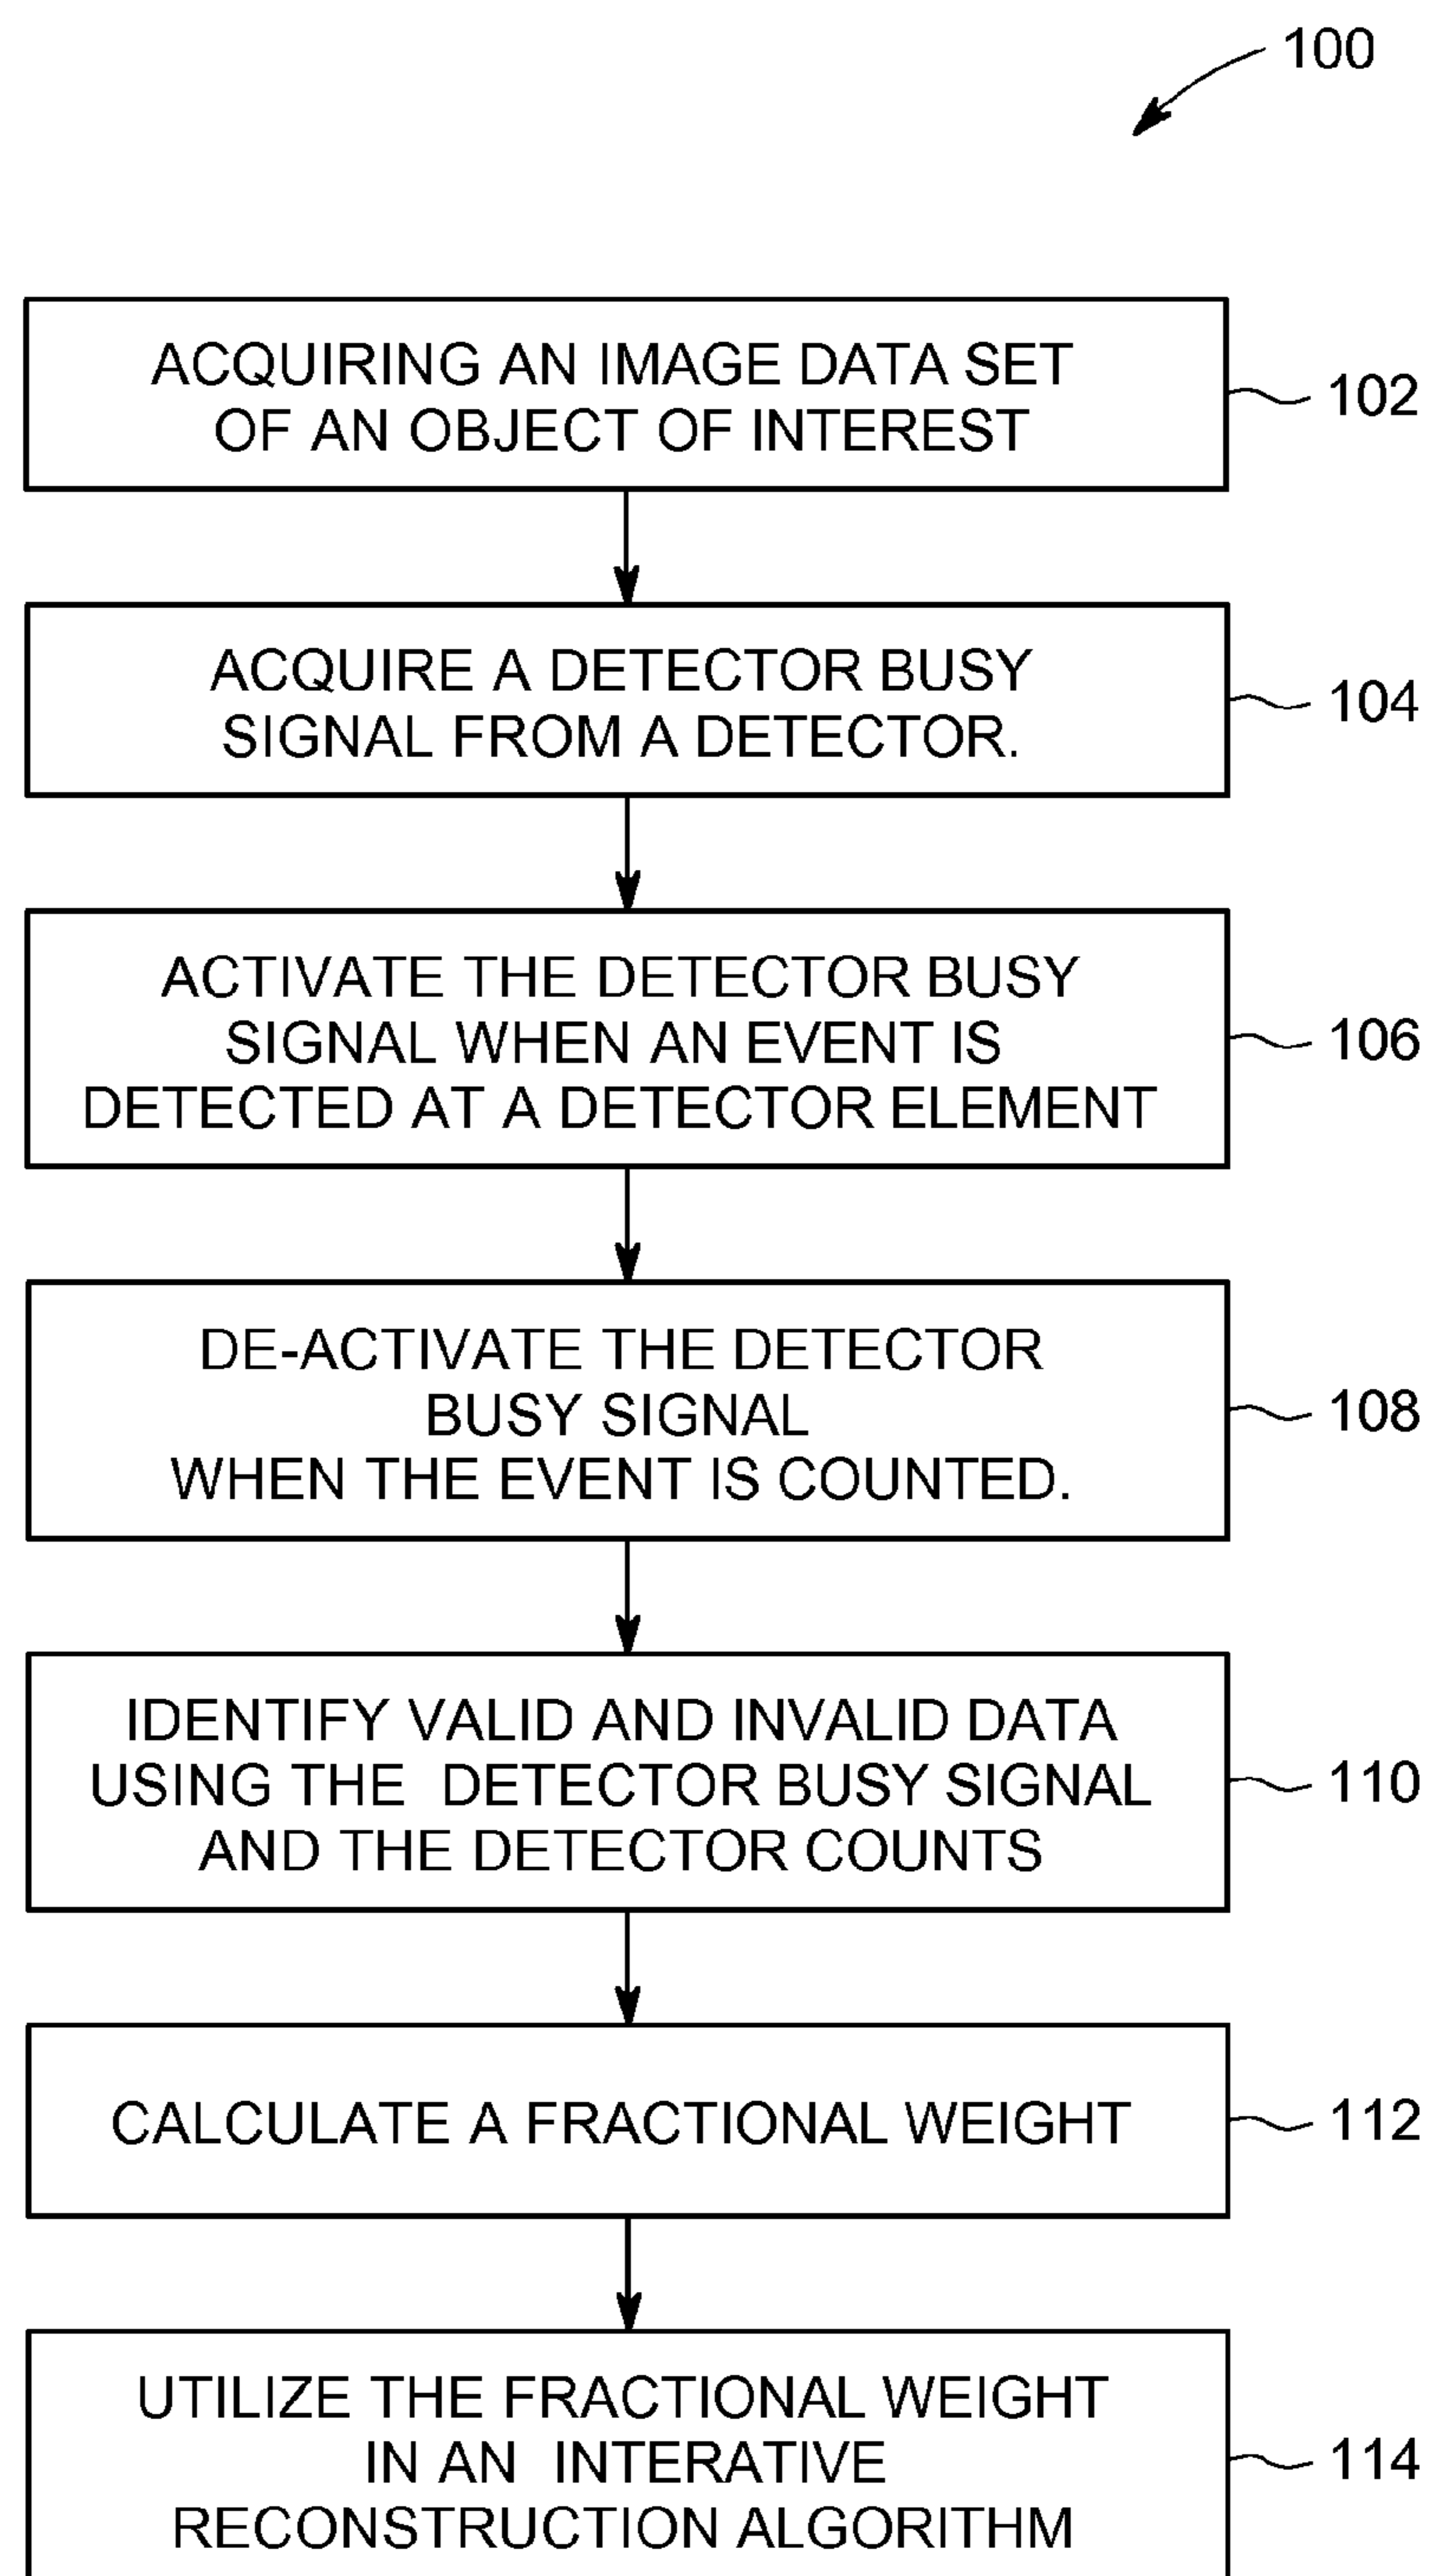 100
ACQUIRING AN IMAGE DATA SET
OF AN OBJECT OF INTEREST
102
ACQUIRE A DETECTOR BUSY
SIGNAL FROM A DETECTOR.
104
ACTIVATE THE DETECTOR BUSY
SIGNAL WHEN AN EVENT IS
DETECTED AT A DETECTOR ELEMENT
106
DE-ACTIVATE THE DETECTOR
BUSY SIGNAL
WHEN THE EVENT IS COUNTED.
108
IDENTIFY VALID AND INVALID DATA
USING THE DETECTOR BUSY SIGNAL
AND THE DETECTOR COUNTS
110
CALCULATE A FRACTIONAL WEIGHT
112
UTILIZE THE FRACTIONAL WEIGHT
IN AN INTERATIVE
RECONSTRUCTION ALGORITHM
114